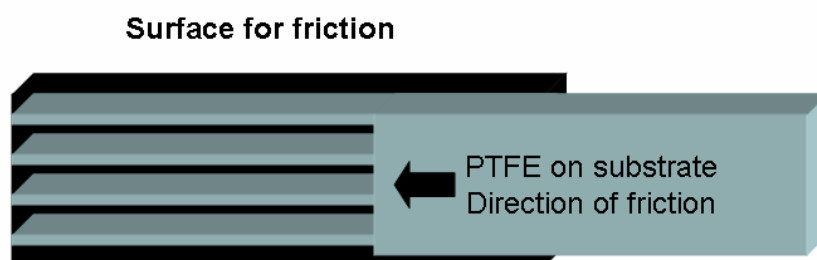 Surface for friction
PTFE on substrate
Direction of friction